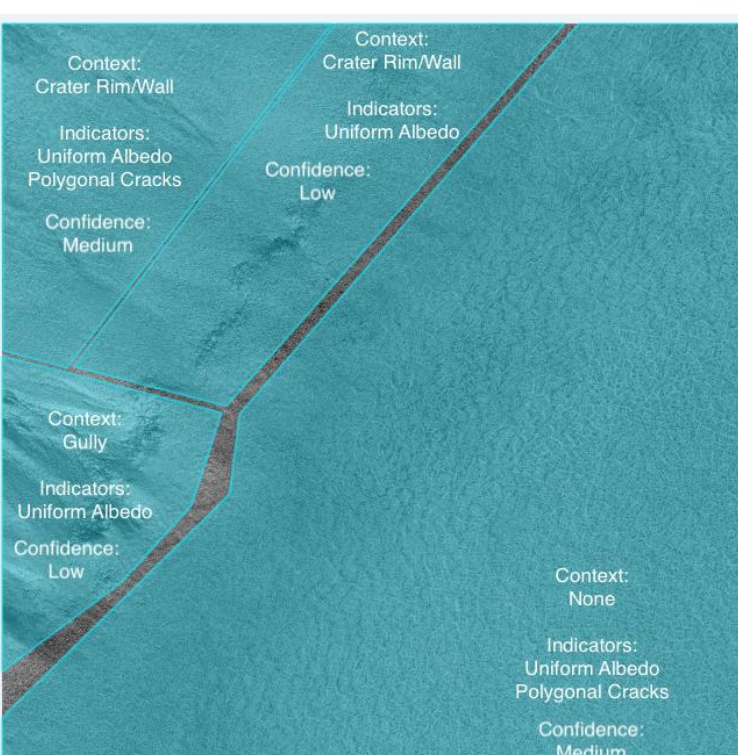 Context:
Crater Rim/Wall
Indicators:
Uniform Albedo
Polygonal Cracks
Confidence:
Medium
Context:
Crater Rim/Wall
Indicators:
Uniform Albedo
Confidence:
Low
Context:
Gully
Indicators:
Uniform Albedo
Confidence:
Low
Context:
None
Indicators:
Uniform Albedo
Polygonal Cracks
Confidence:
Medium